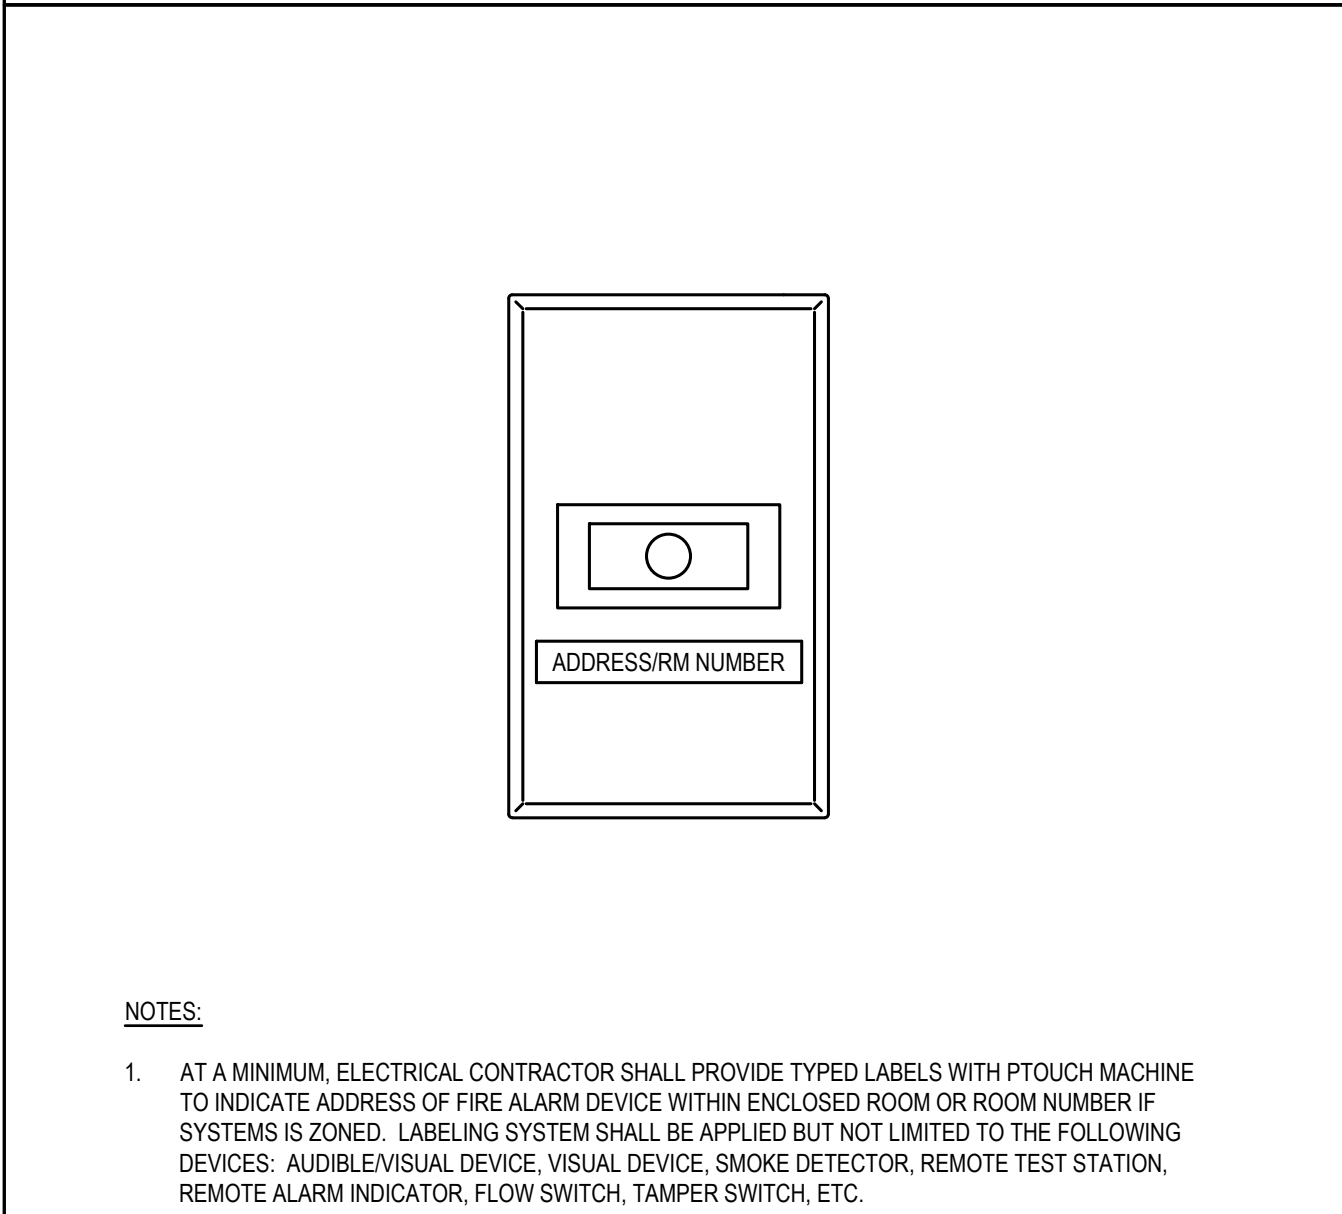 ADDRESS/RM NUMBER
NOTES:
1. AT A MINIMUM, ELECTRICAL CONTRACTOR SHALL PROVIDE TYPED LABELS WITH PTOUCH MACHINE
TO INDICATE ADDRESS OF FIRE ALARM DEVICE WITHIN ENCLOSED ROOM OR ROOM NUMBER IF
SYSTEMS IS ZONED. LABELING SYSTEM SHALL BE APPLIED BUT NOT LIMITED TO THE FOLLOWING
DEVICES: AUDIBLE/VISUAL DEVICE, VISUAL DEVICE, SMOKE DETECTOR, REMOTE TEST STATION,
REMOTE ALARM INDICATOR, FLOW SWITCH, TAMPER SWITCH, ETC.